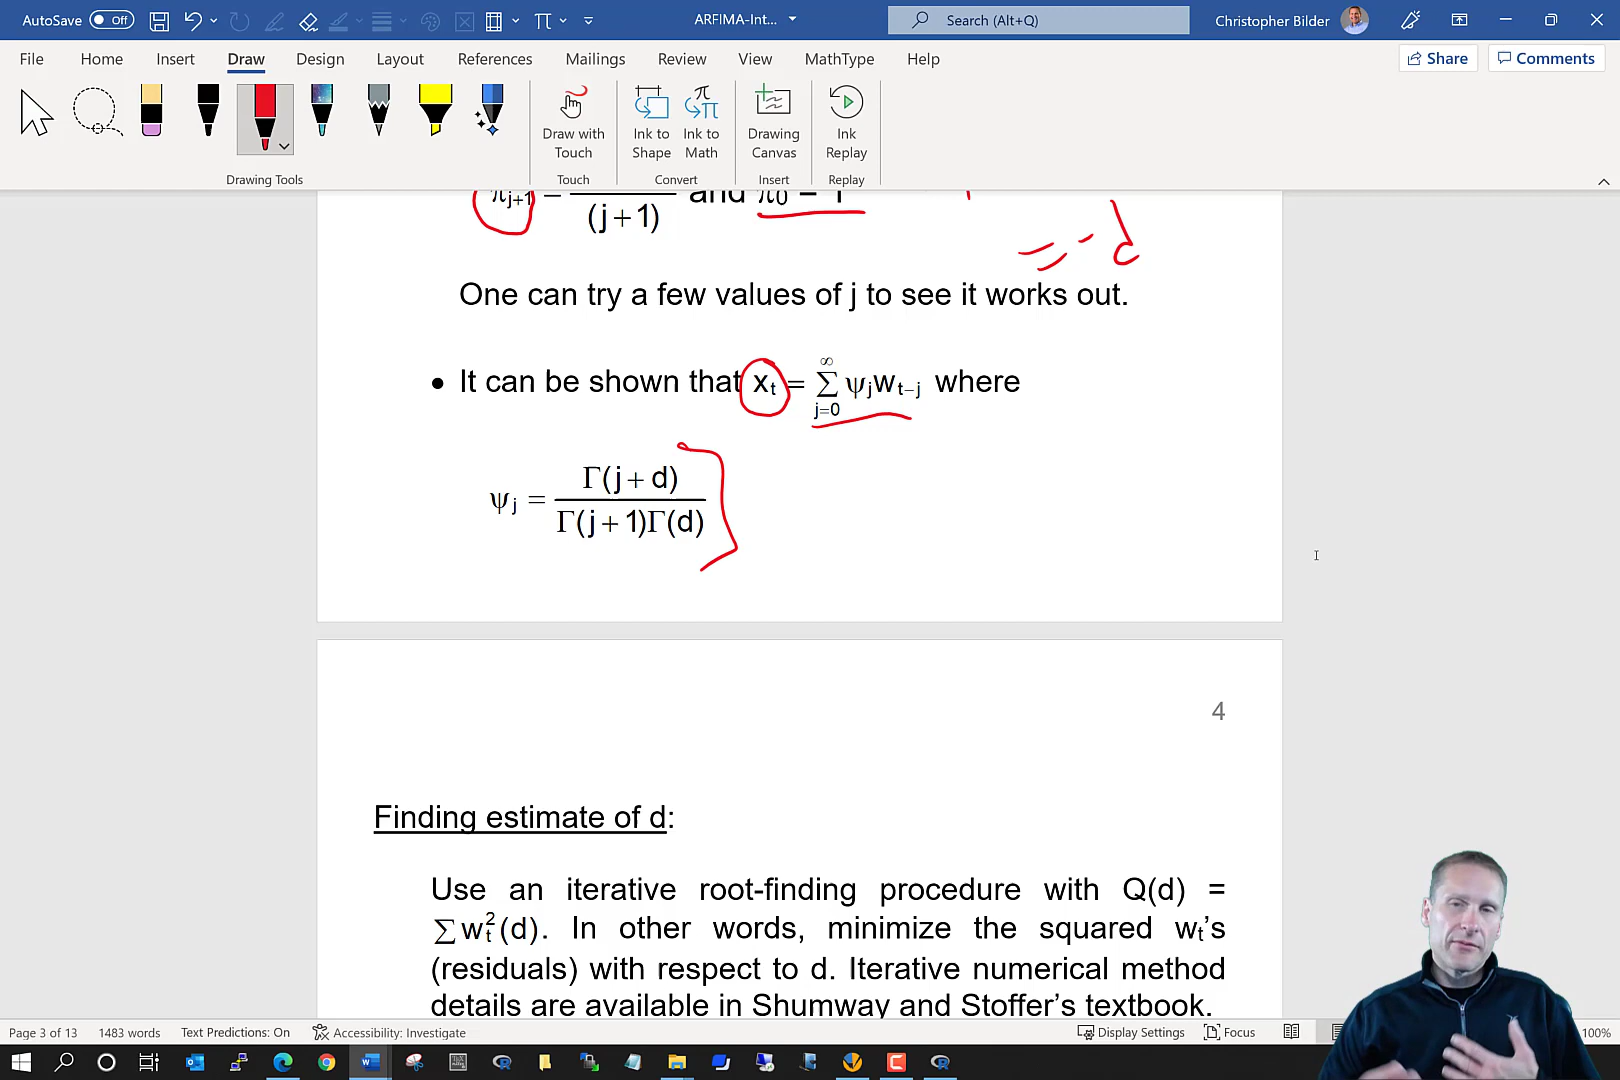 AutoSave Off ARFIMA-Int... Search (Alt+Q) Christopher Bilder
File Home Insert Draw Design Layout References Mailings Review View MathType Help Share Comments
Draw with Touch
Ink to Shape
Ink to Math
Drawing Canvas
Ink Replay
Drawing Tools Touch Convert Insert Replay
π_{j+1} = / (j + 1) and π_0 = 1
= -d
One can try a few values of j to see it works out.
• It can be shown that x_t = ∑_{j=0}^{∞} ψ_j w_{t-j} where
ψ_j = Γ(j + d) / Γ(j + 1)Γ(d)
4
Finding estimate of d:
Use an iterative root-finding procedure with Q(d) =
∑w_t^2(d). In other words, minimize the squared w_t's
(residuals) with respect to d. Iterative numerical method
details are available in Shumway and Stoffer's textbook.
Page 3 of 13 1483 words Text Predictions: On Accessibility: Investigate Display Settings Focus 100%